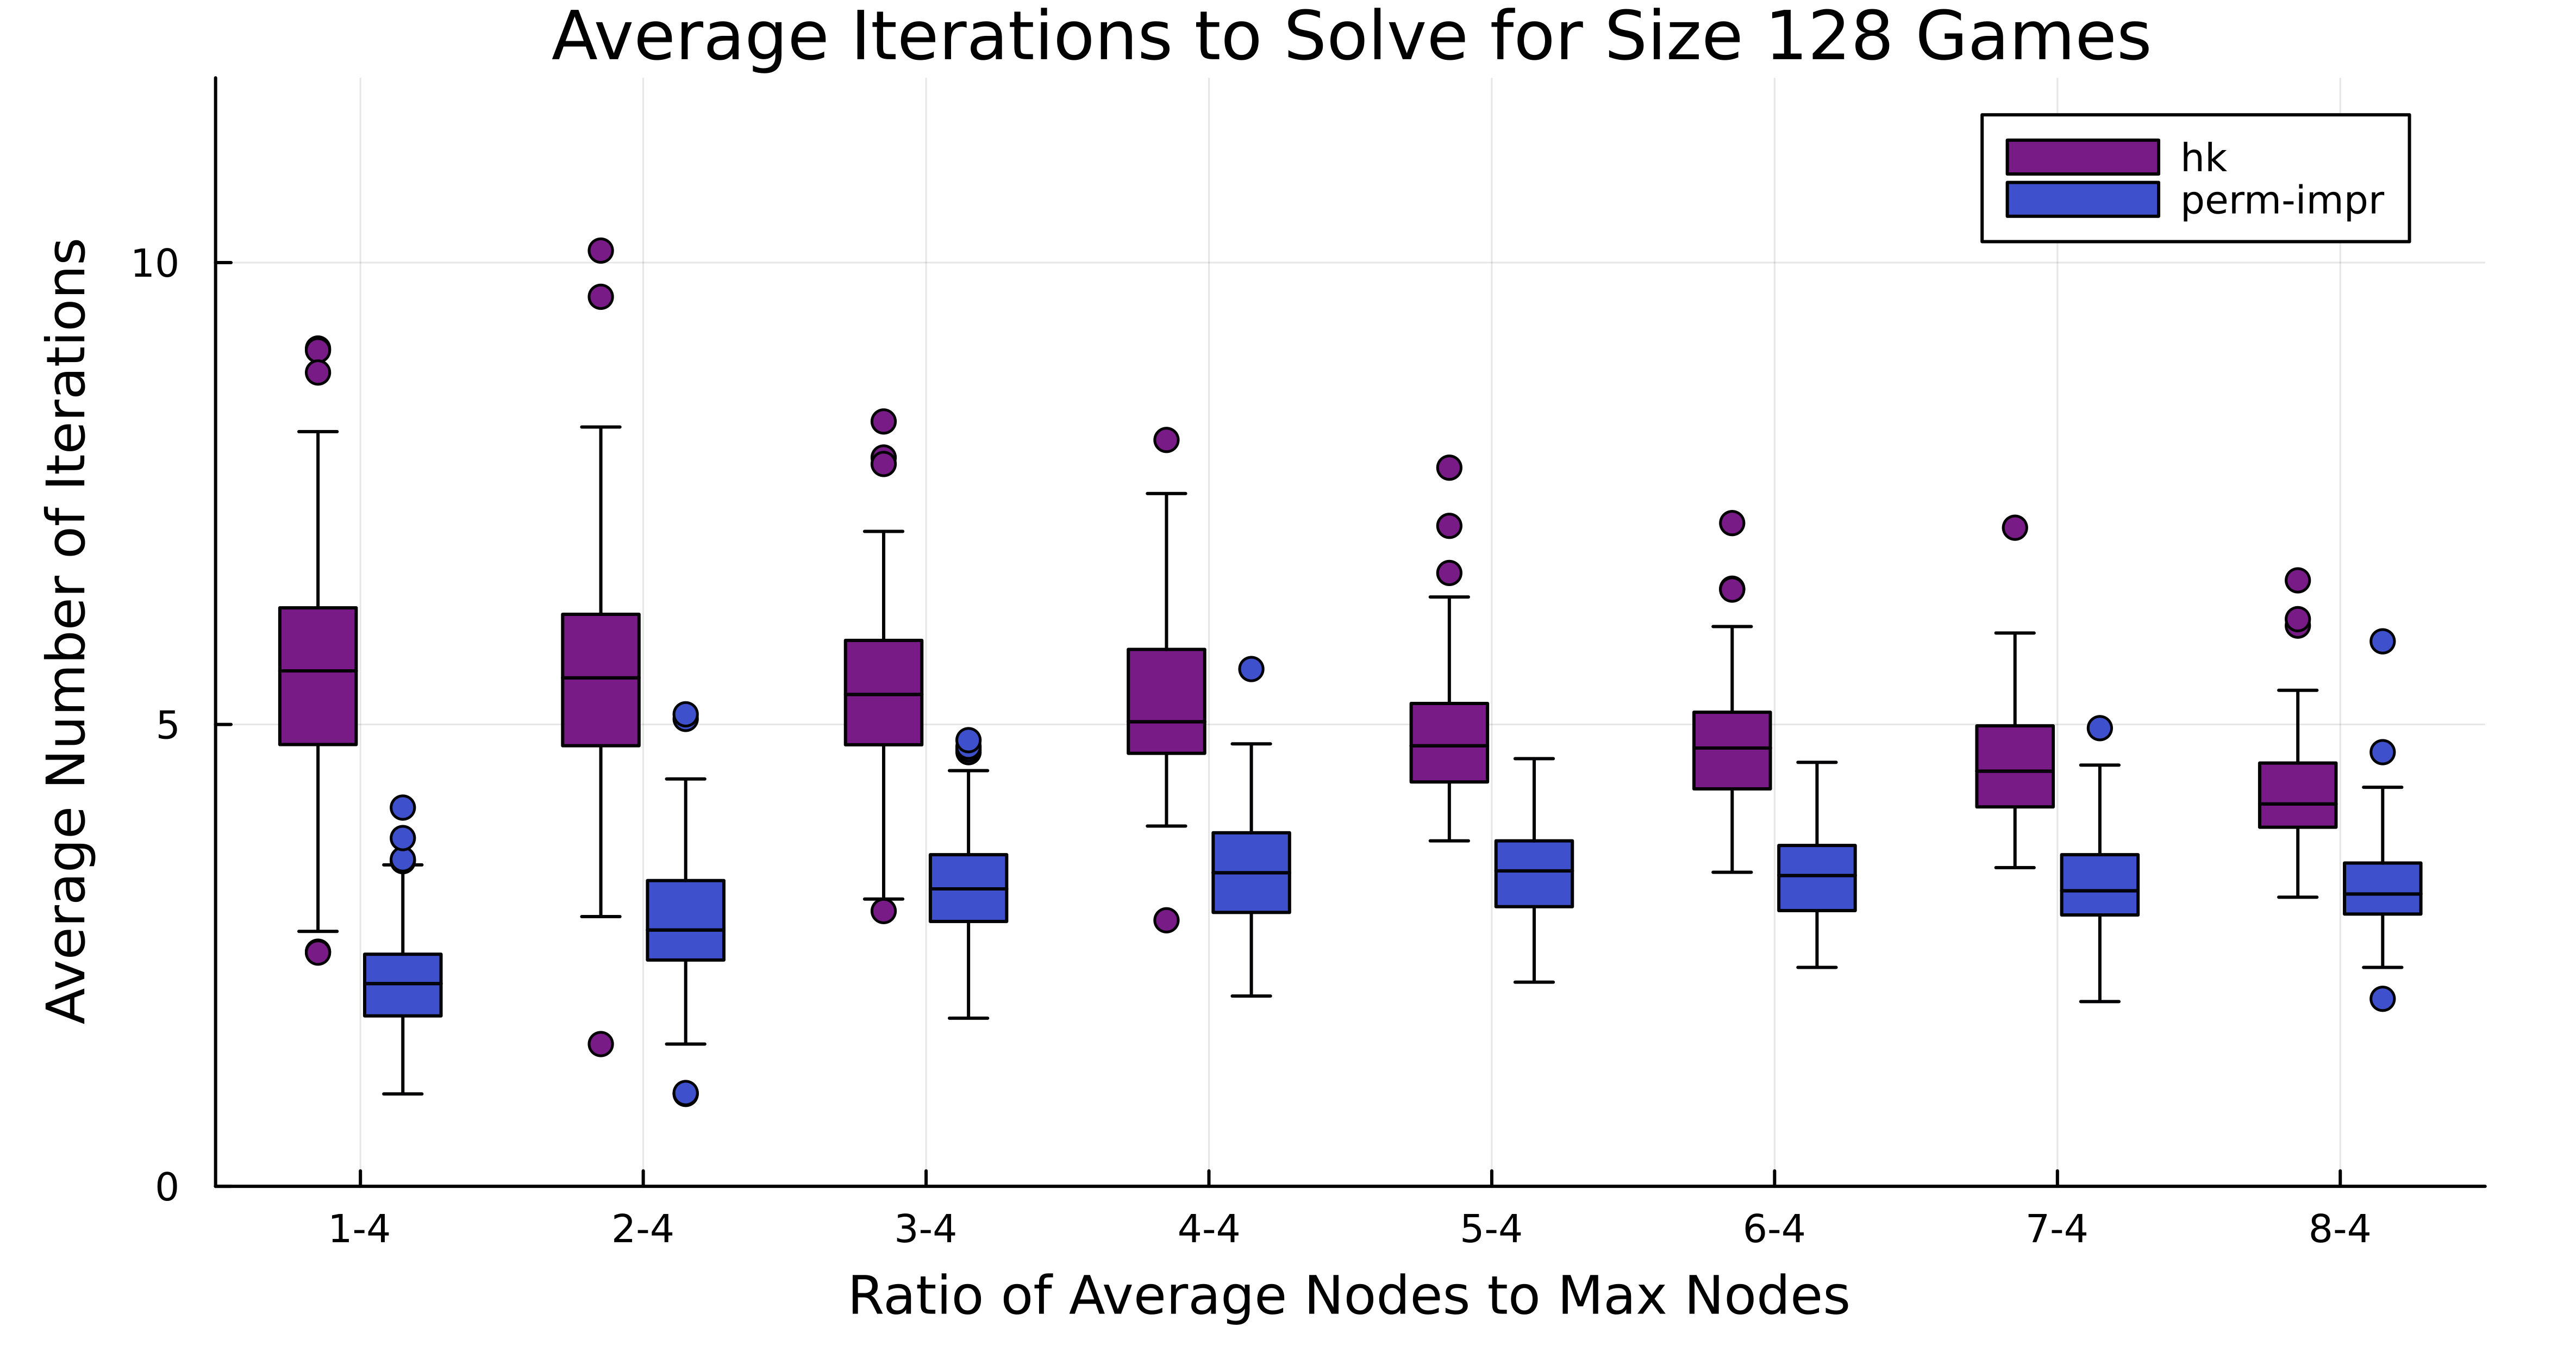 Average Iterations to Solve for Size 128 Games
hk
perm-impr
Average Number of Iterations
10
5
0
1-4
2-4
3-4
4-4
5-4
6-4
7-4
8-4
Ratio of Average Nodes to Max Nodes